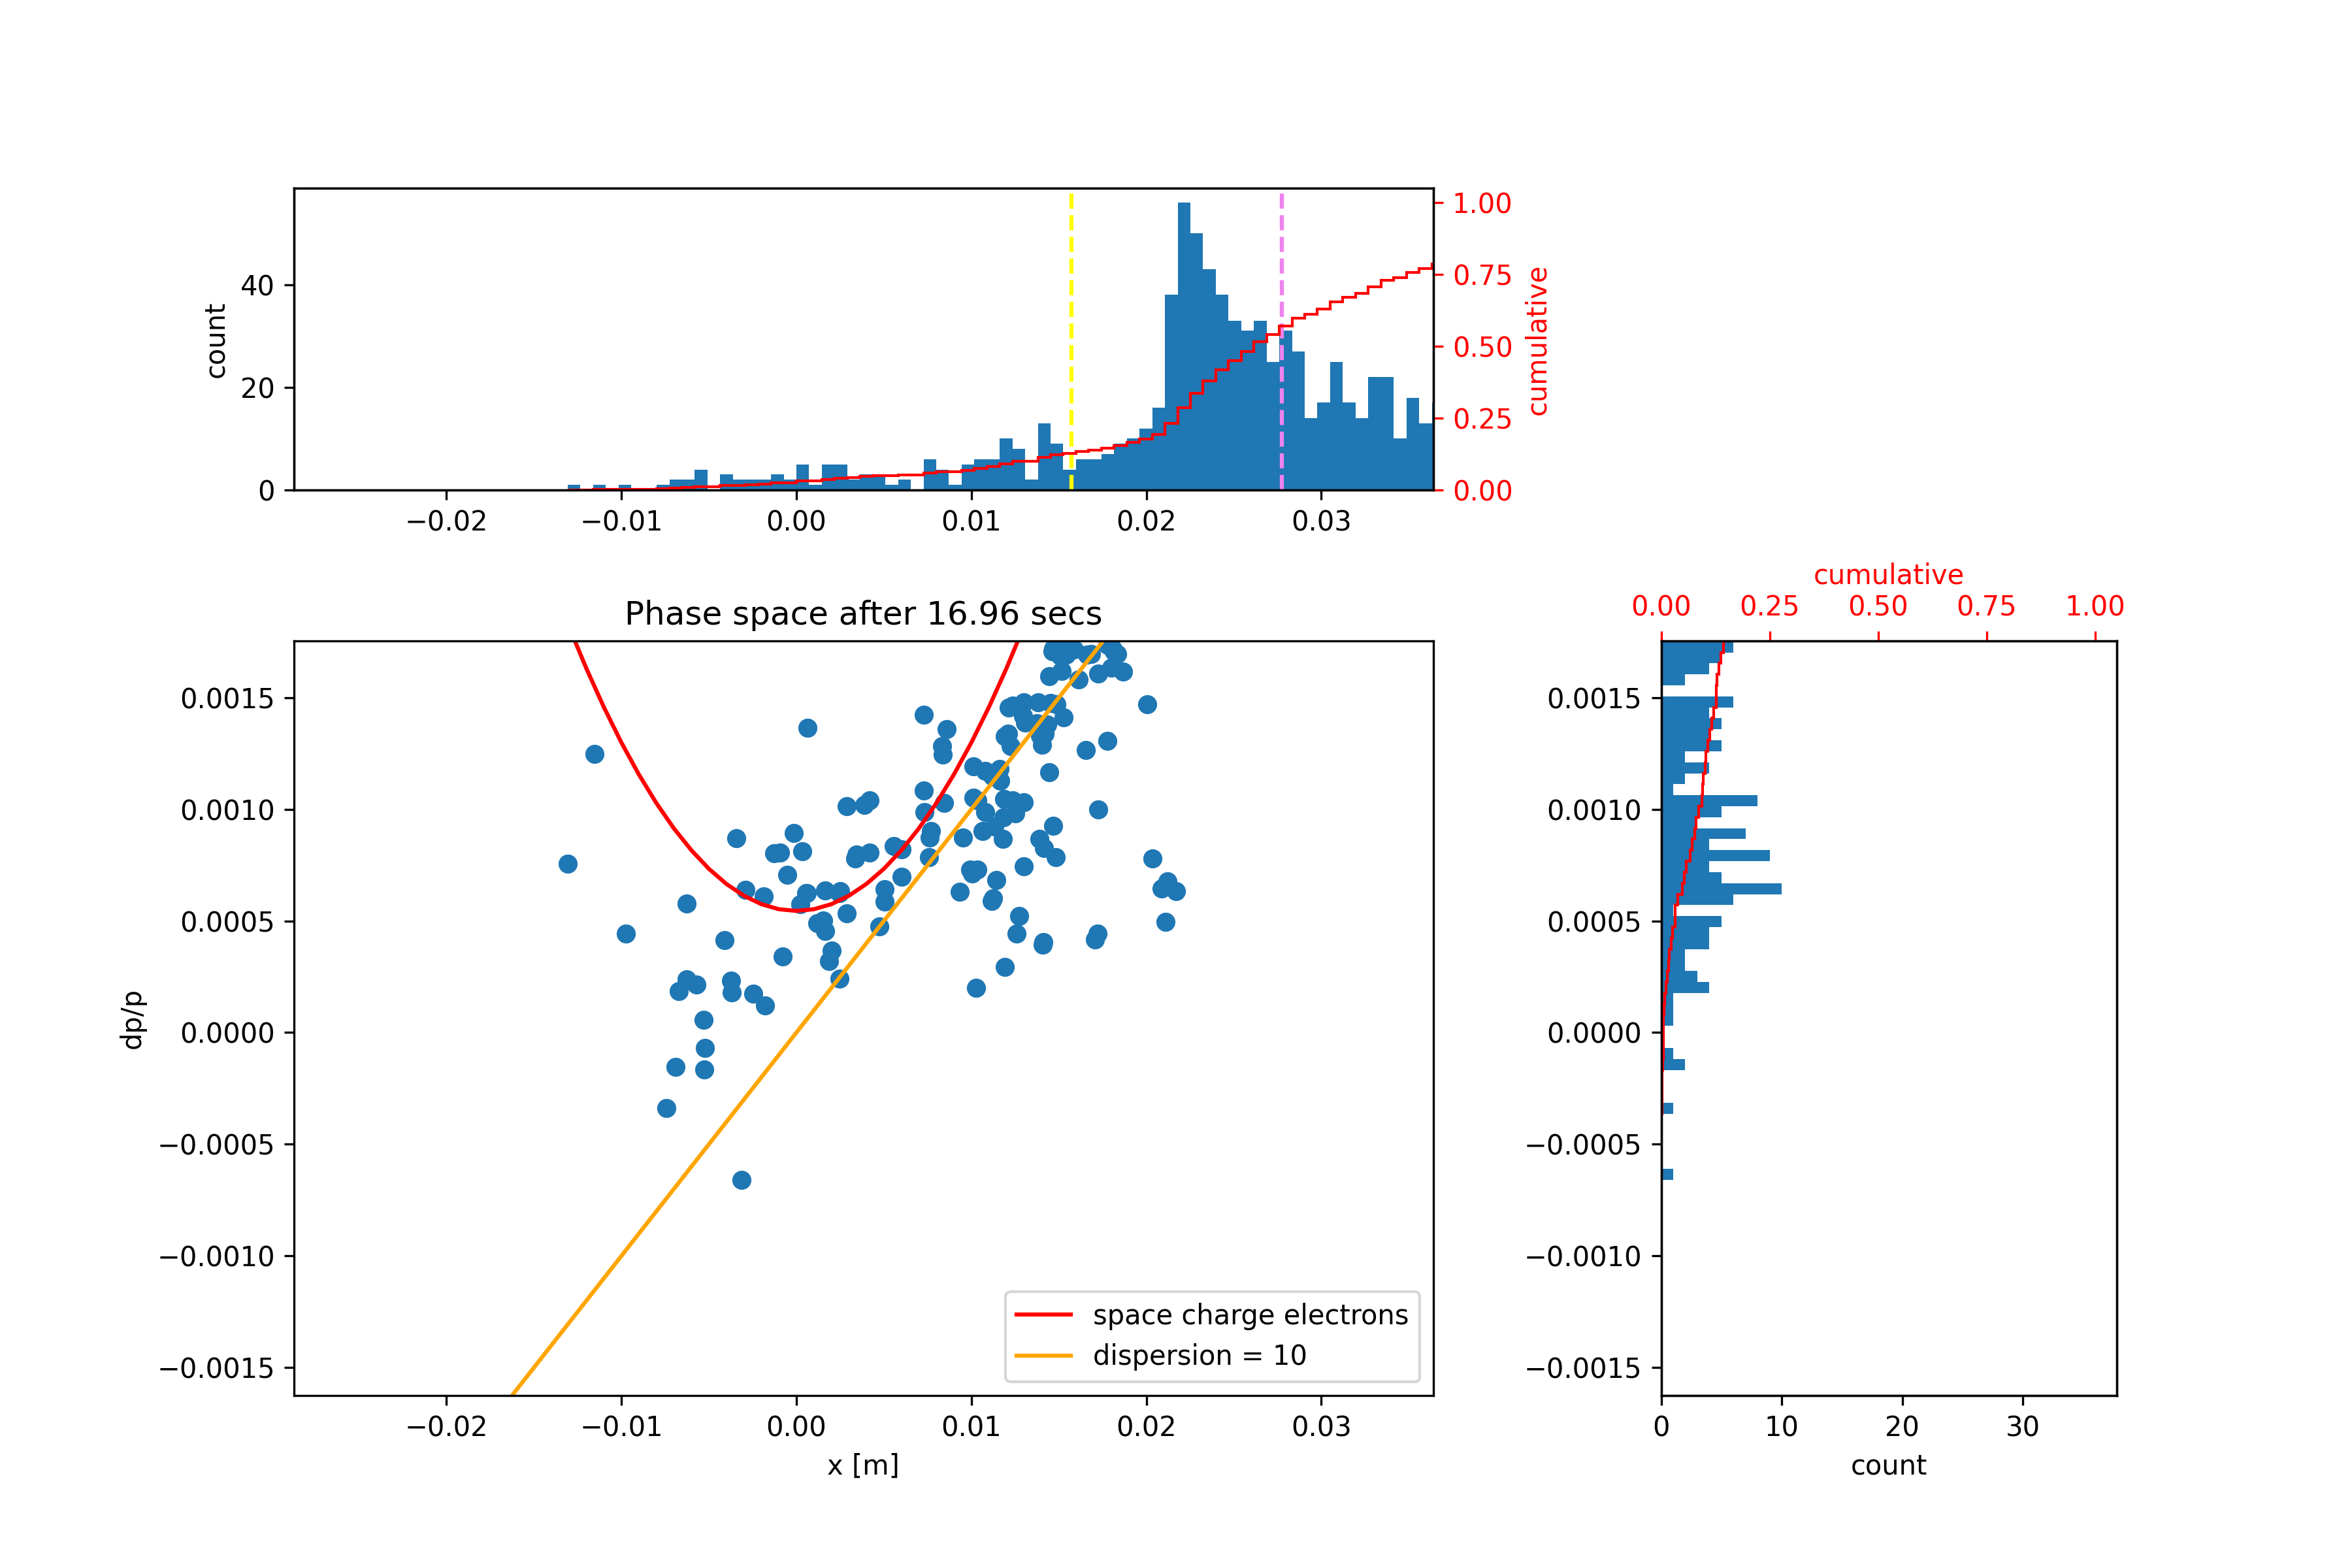 1.00
0.75
0.50
0.25
0.00
cumulative
40
20
0
count
−0.02 −0.01 0.00 0.01 0.02 0.03
cumulative
0.00 0.25 0.50 0.75 1.00
Phase space after 16.96 secs
0.0015
0.0010
0.0005
0.0000
−0.0005
−0.0010
−0.0015
dp/p
space charge electrons
dispersion = 10
−0.02 −0.01 0.00 0.01 0.02 0.03
x [m]
0.0015
0.0010
0.0005
0.0000
−0.0005
−0.0010
−0.0015
0 10 20 30
count